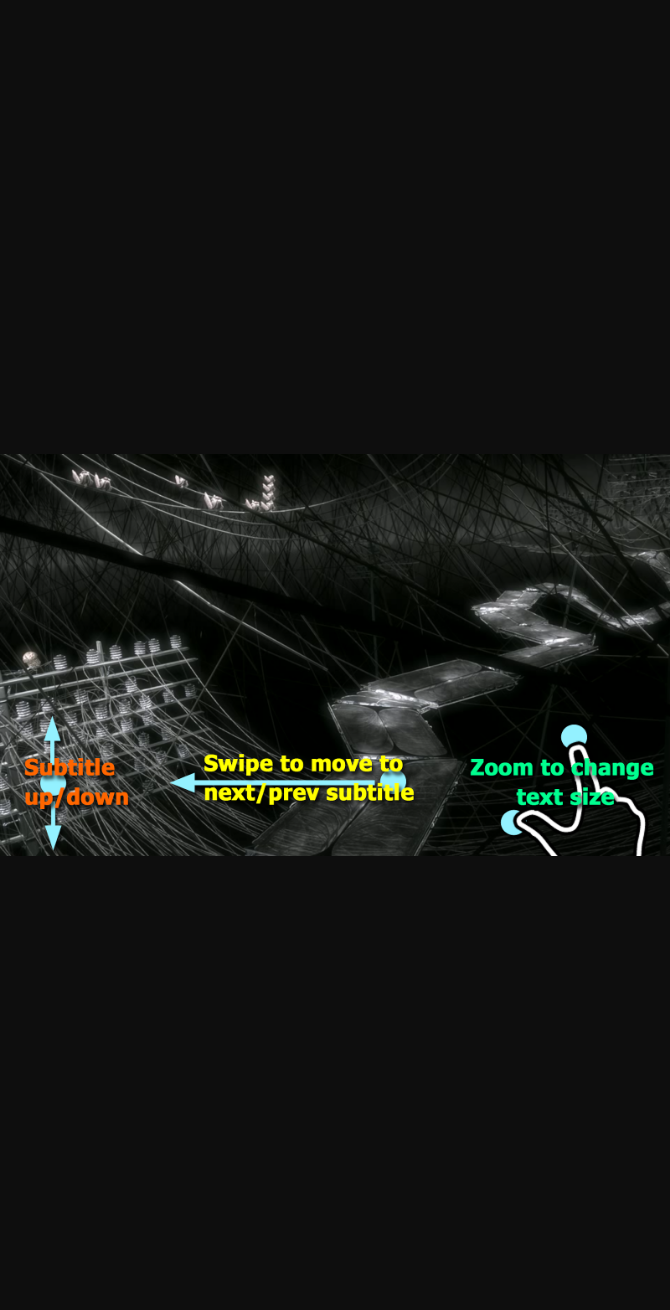 Subtitle
up/down
Swipe to move to
next/prev subtitle
Zoom to change
text size